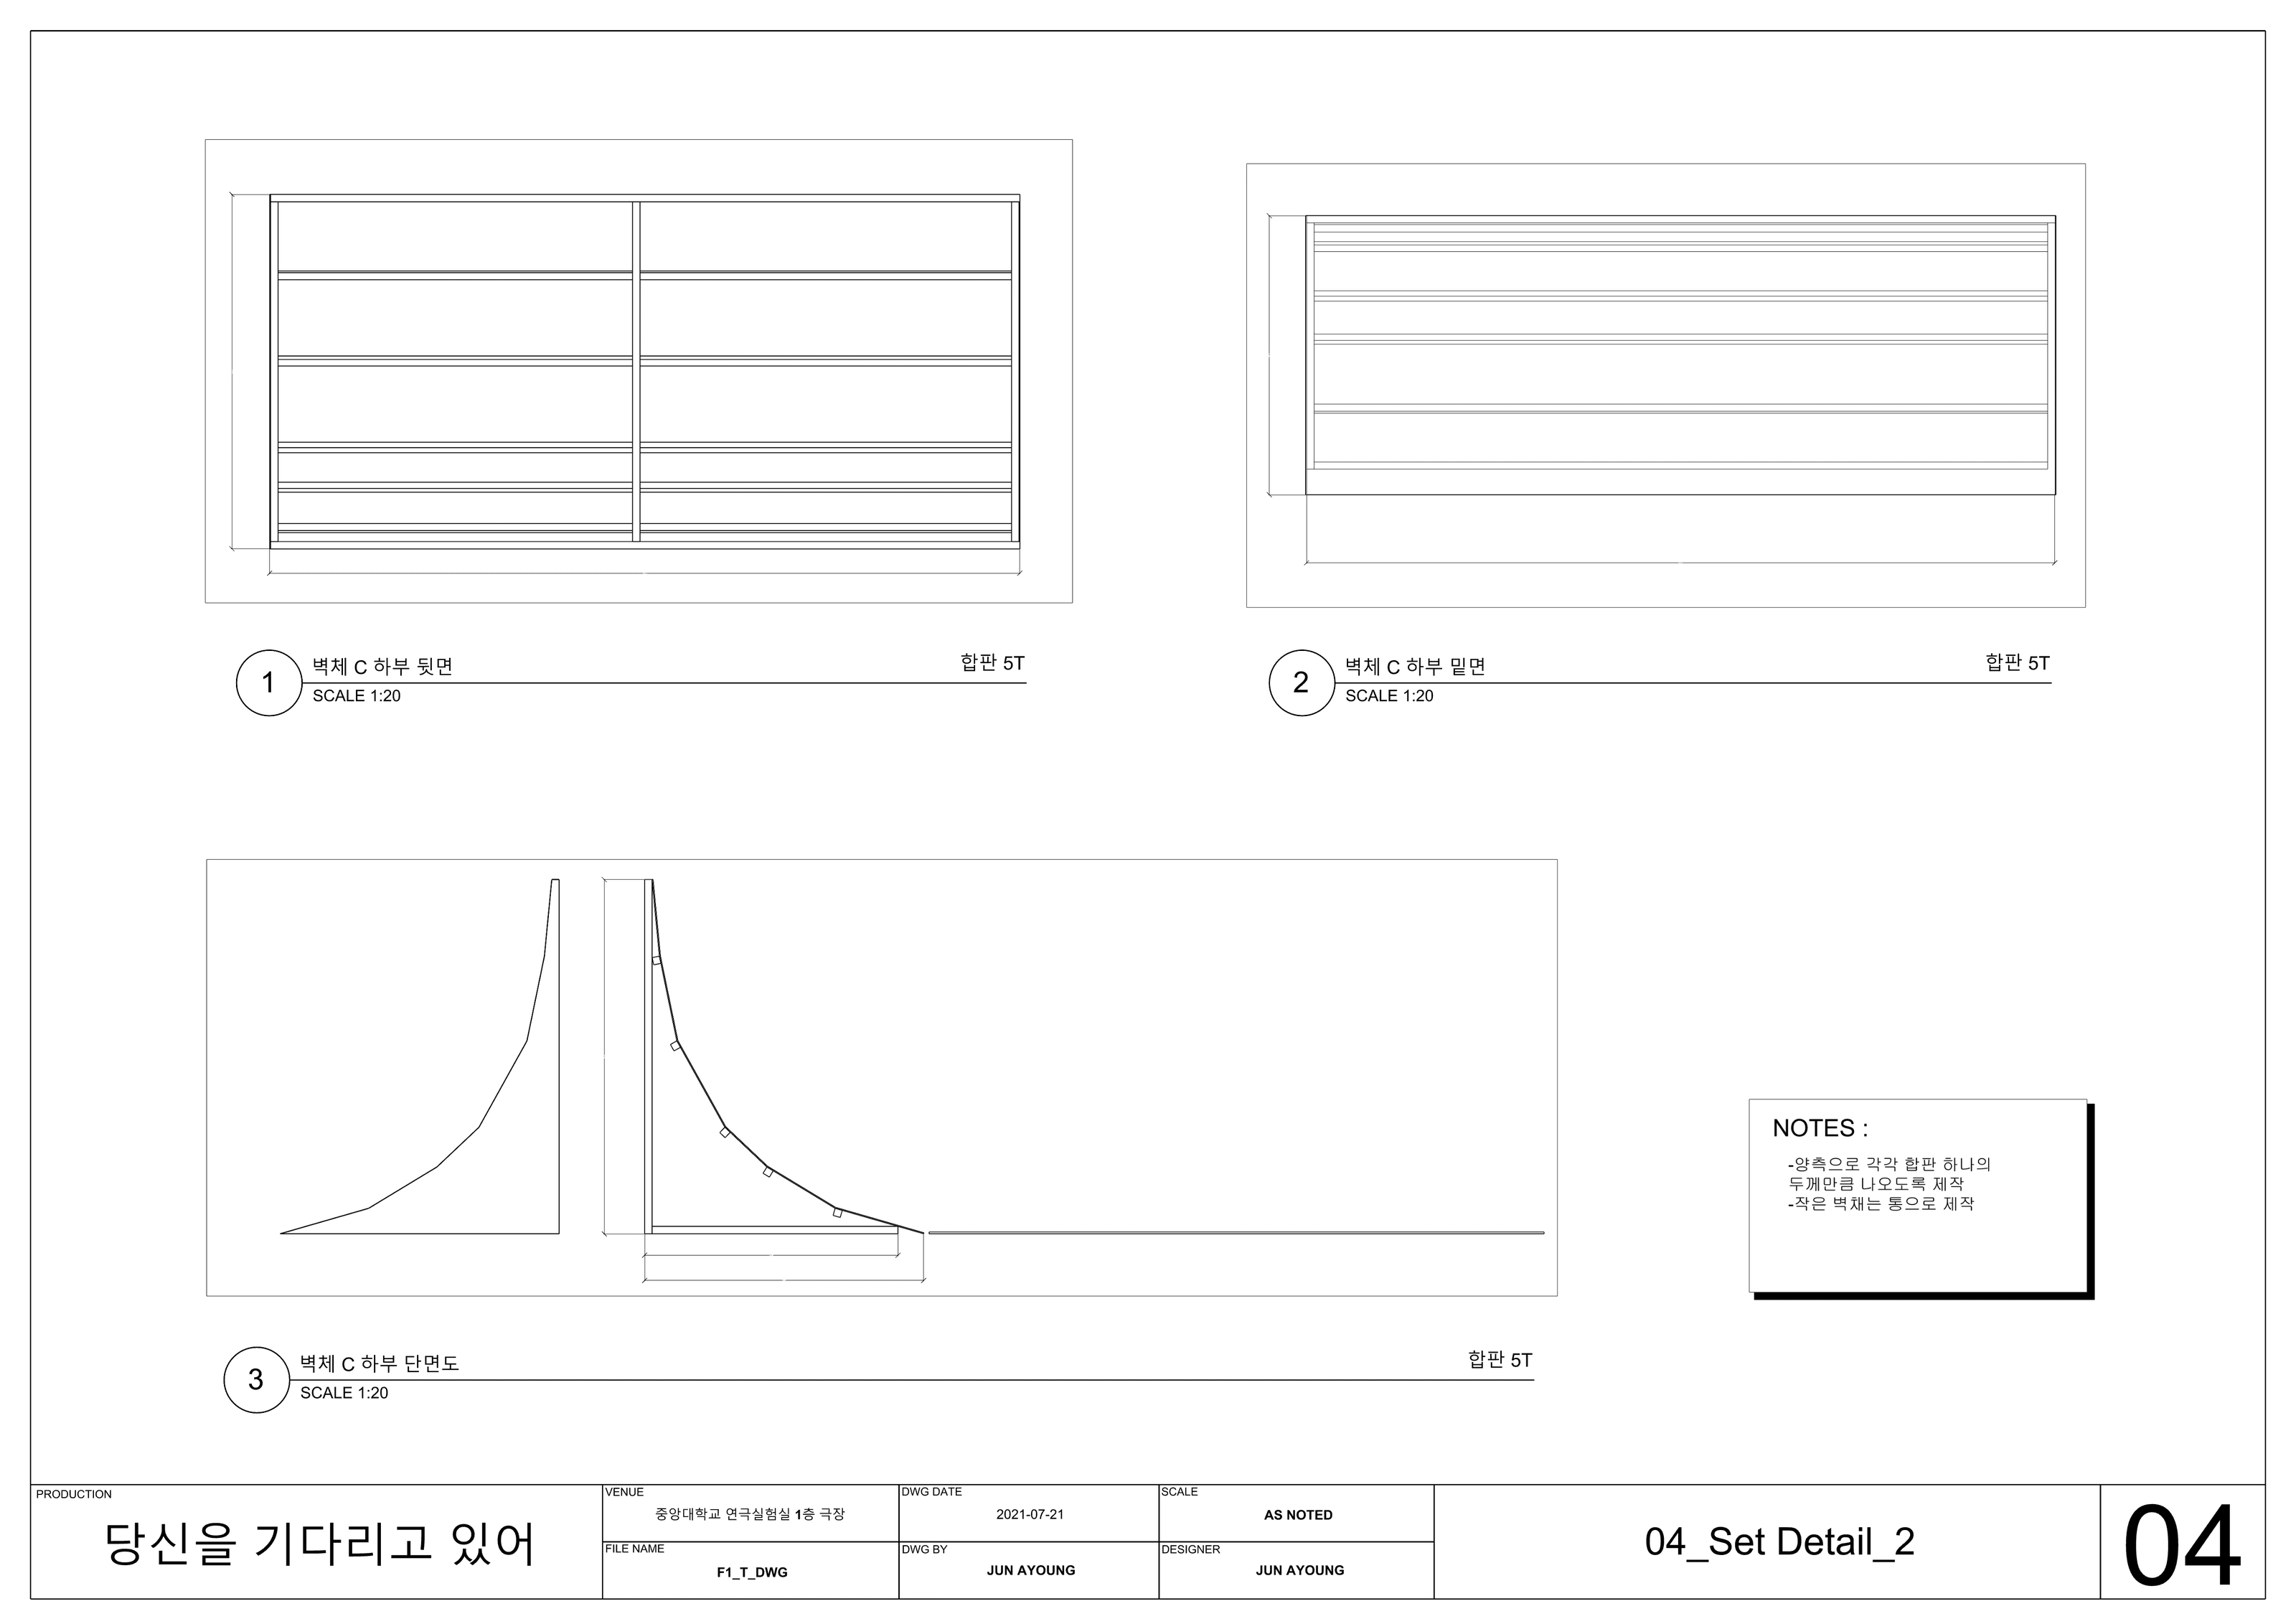 1
벽체 C 하부 뒷면
합판 5T
SCALE 1:20
2
벽체 C 하부 밑면
합판 5T
SCALE 1:20
NOTES :
-양측으로 각각 합판 하나의
두께만큼 나오도록 제작
-작은 벽채는 통으로 제작
3
벽체 C 하부 단면도
합판 5T
SCALE 1:20
PRODUCTION
당신을 기다리고 있어
VENUE
중앙대학교 연극실험실 1층 극장
FILE NAME
F1_T_DWG
DWG DATE
2021-07-21
DWG BY
JUN AYOUNG
SCALE
AS NOTED
DESIGNER
JUN AYOUNG
04_Set Detail_2
04